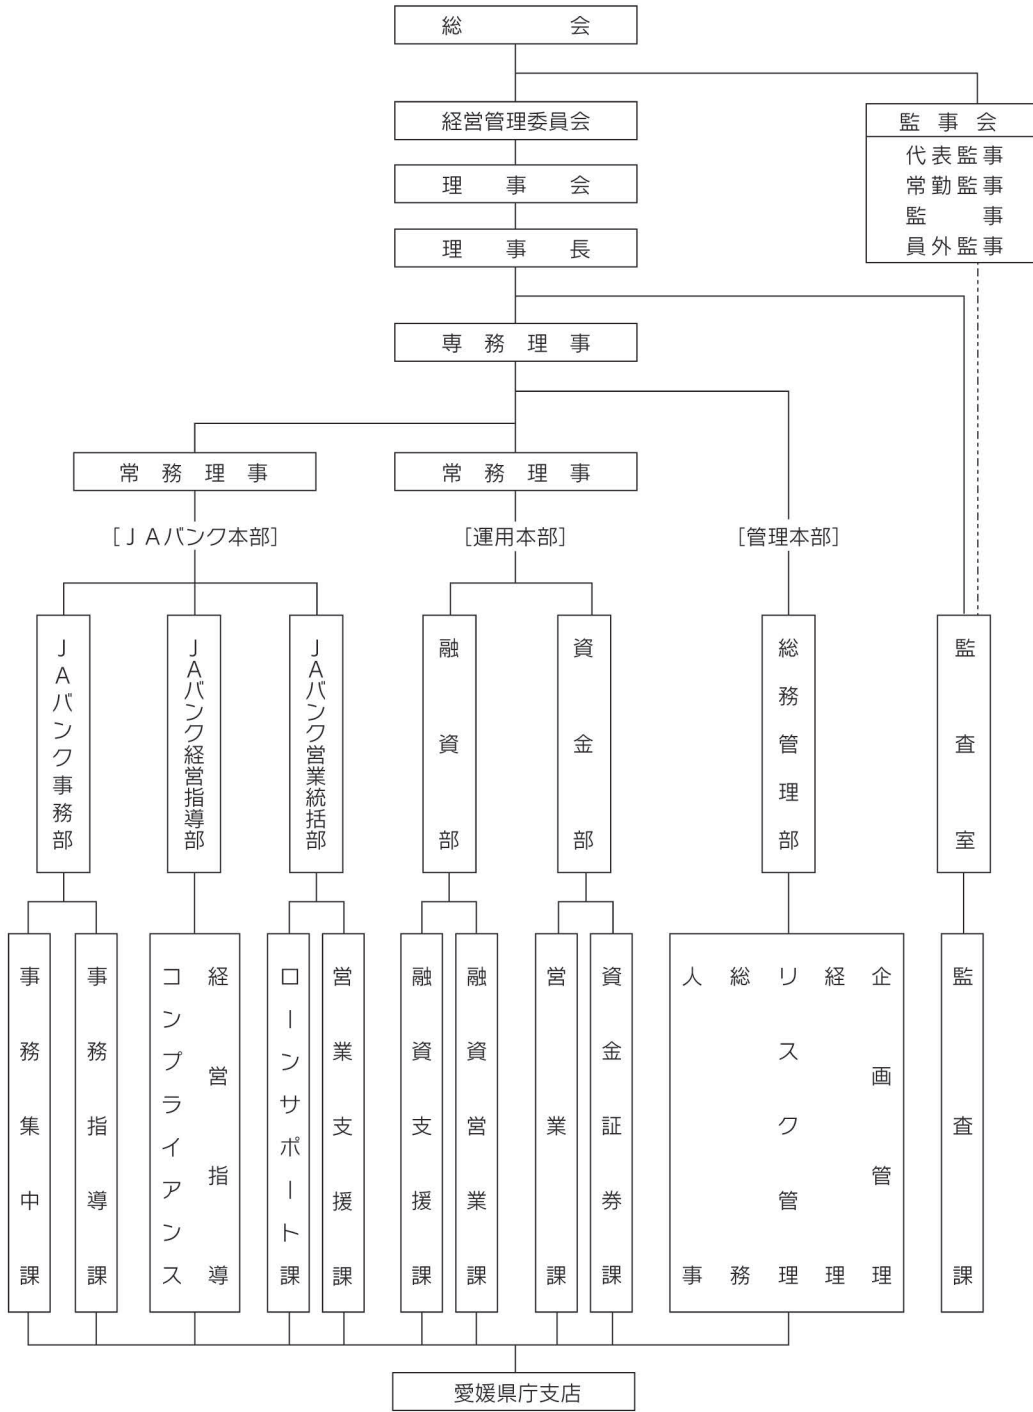 総会
経営管理委員会
監事会
代表監事
常勤監事
監事
員外監事
理事会
理事長
専務理事
常務理事
常務理事
[ＪＡバンク本部]
[運用本部]
[管理本部]
ＪＡバンク事務部
ＪＡバンク経営指導部
ＪＡバンク営業統括部
融資部
資金部
総務管理部
監査室
事務集中課
事務指導課
経営指導
コンプライアンス
ローンサポート課
営業支援課
融資支援課
融資営業課
営業課
資金証券課
企画管理
経理
リスク管理
総務
人事
監査課
愛媛県庁支店